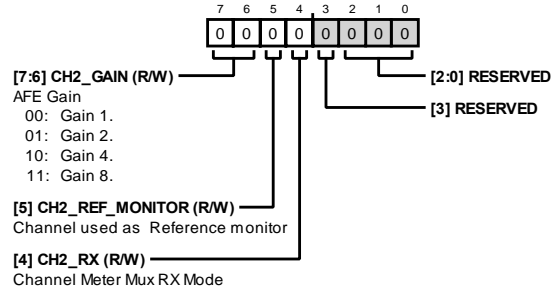 7 6 5 4 3 2 1 0
0 0 0 0 0 0 0 0
[7:6] CH2_GAIN (R/W)
AFE Gain
00: Gain 1.
01: Gain 2.
10: Gain 4.
11: Gain 8.
[5] CH2_REF_MONITOR (R/W)
Channel used as Reference monitor
[4] CH2_RX (R/W)
Channel Meter Mux RX Mode
[2:0] RESERVED
[3] RESERVED